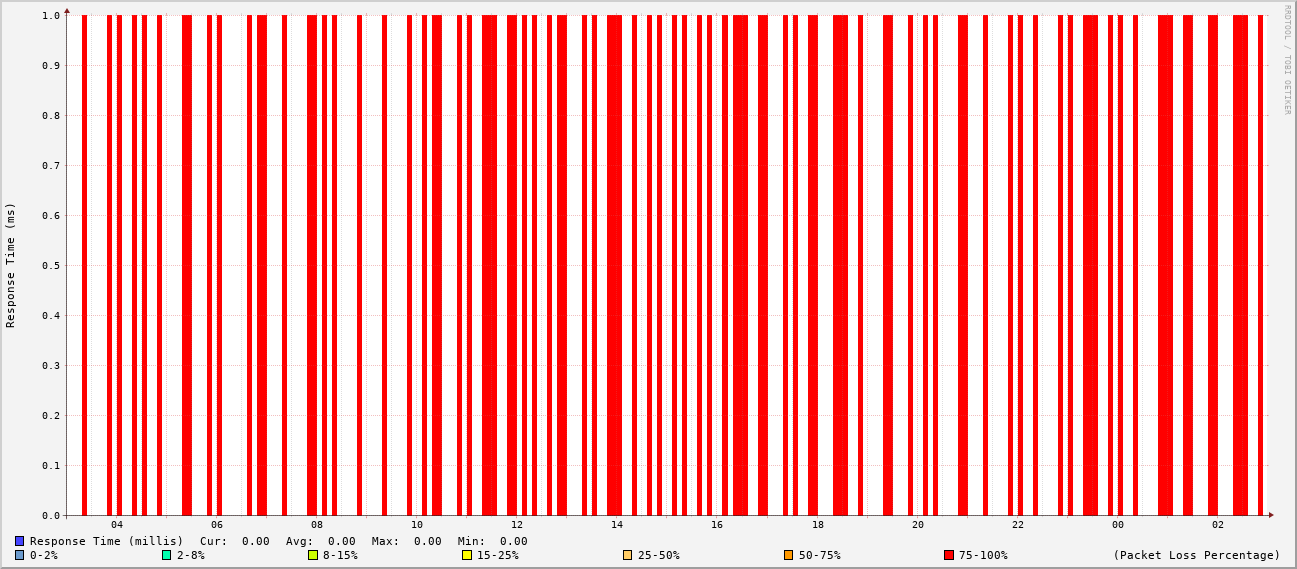 1.0
0.9
0.8
0.7
0.6
0.5
0.4
0.3
0.2
0.1
0.0
Response Time (ms)
04 06 08 10 12 14 16 18 20 22 00 02
Response Time (millis) Cur: 0.00 Avg: 0.00 Max: 0.00 Min: 0.00
0-2% 2-8% 8-15% 15-25% 25-50% 50-75% 75-100% (Packet Loss Percentage)
RRDTOOL / TOBI OETIKER